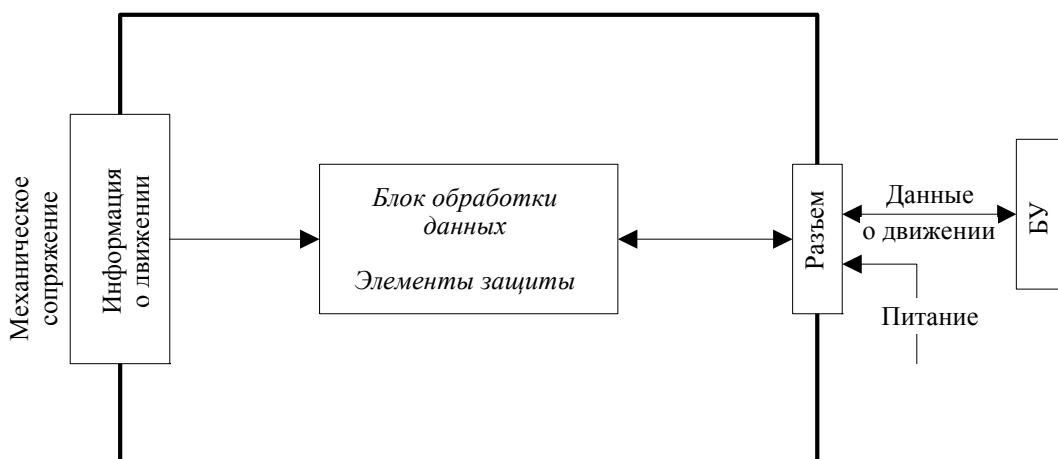 Механическое
сопряжение
Информация
о движении
Блок обработки
данных
Элементы защиты
Разъем
Данные
о движении
Питание
БУ